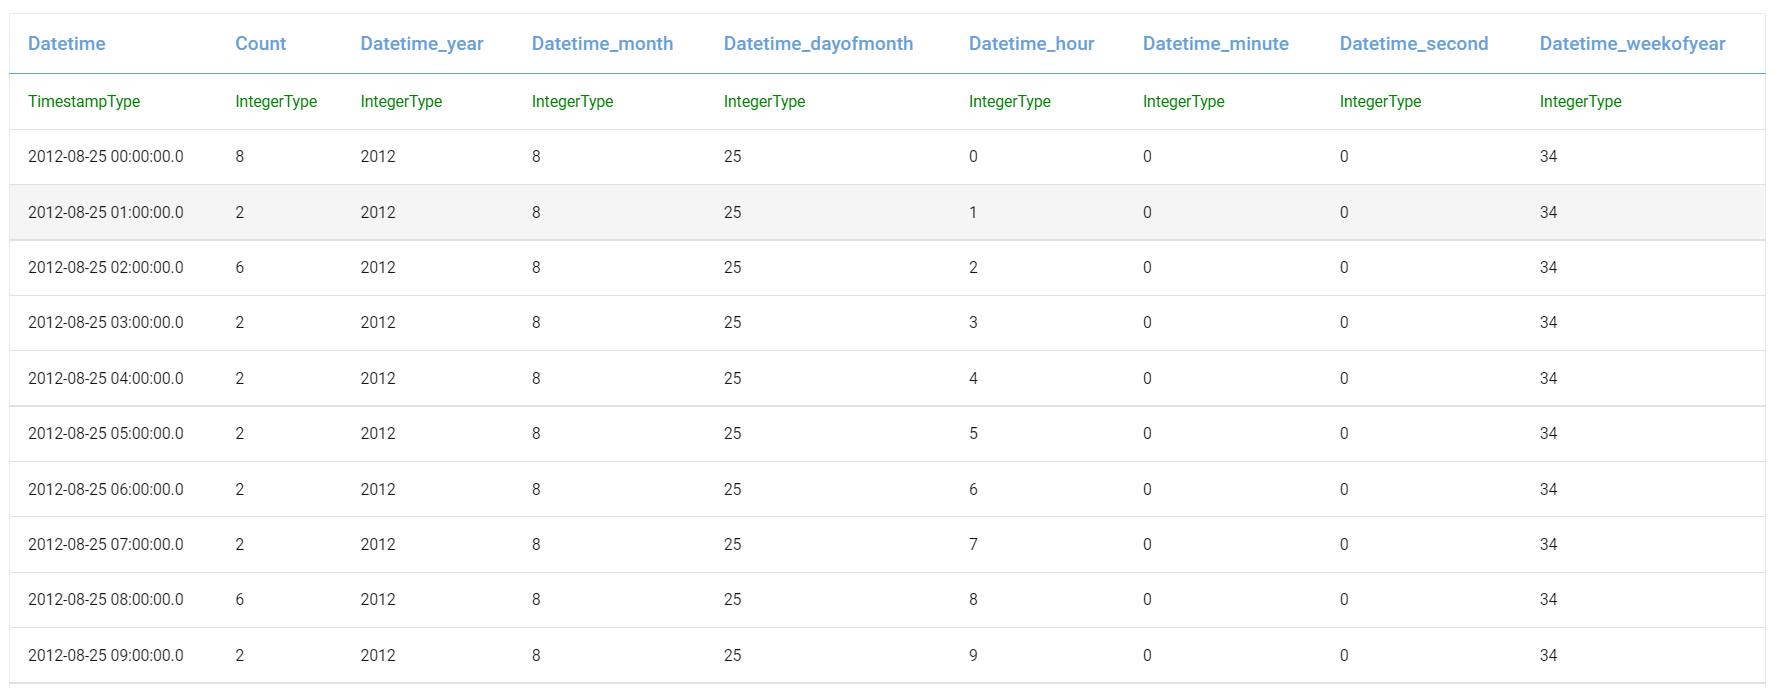 Datetime Count Datetime_year Datetime_month Datetime_dayofmonth Datetime_hour Datetime_minute Datetime_second Datetime_weekofyear
TimestampType IntegerType IntegerType IntegerType IntegerType IntegerType IntegerType IntegerType IntegerType
2012-08-25 00:00:00.0 8 2012 8 25 0 0 0 34
2012-08-25 01:00:00.0 2 2012 8 25 1 0 0 34
2012-08-25 02:00:00.0 6 2012 8 25 2 0 0 34
2012-08-25 03:00:00.0 2 2012 8 25 3 0 0 34
2012-08-25 04:00:00.0 2 2012 8 25 4 0 0 34
2012-08-25 05:00:00.0 2 2012 8 25 5 0 0 34
2012-08-25 06:00:00.0 2 2012 8 25 6 0 0 34
2012-08-25 07:00:00.0 2 2012 8 25 7 0 0 34
2012-08-25 08:00:00.0 6 2012 8 25 8 0 0 34
2012-08-25 09:00:00.0 2 2012 8 25 9 0 0 34